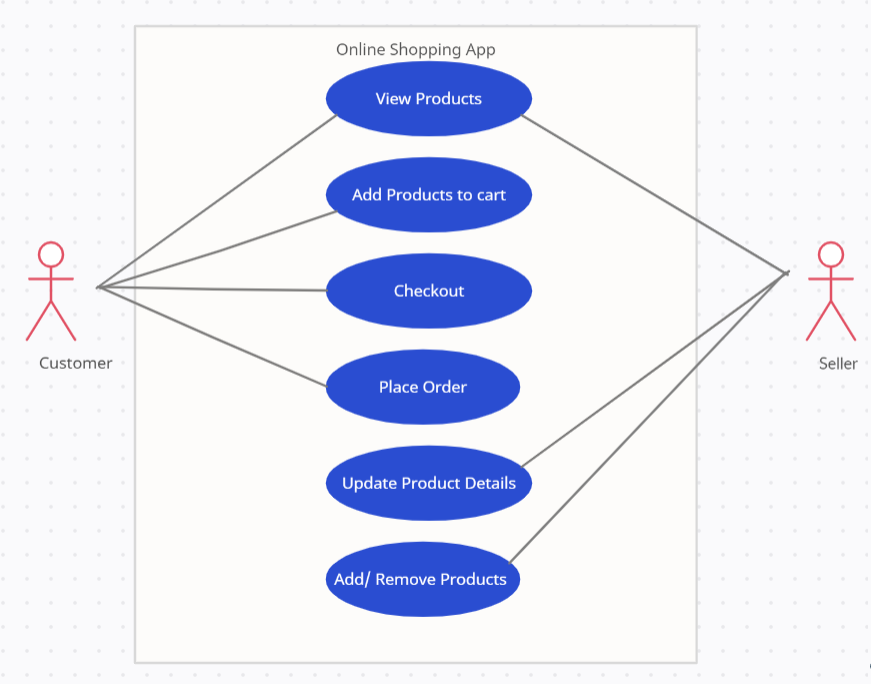 Online Shopping App
View Products
Add Products to cart
Checkout
Place Order
Update Product Details
Add/ Remove Products
Customer
Seller